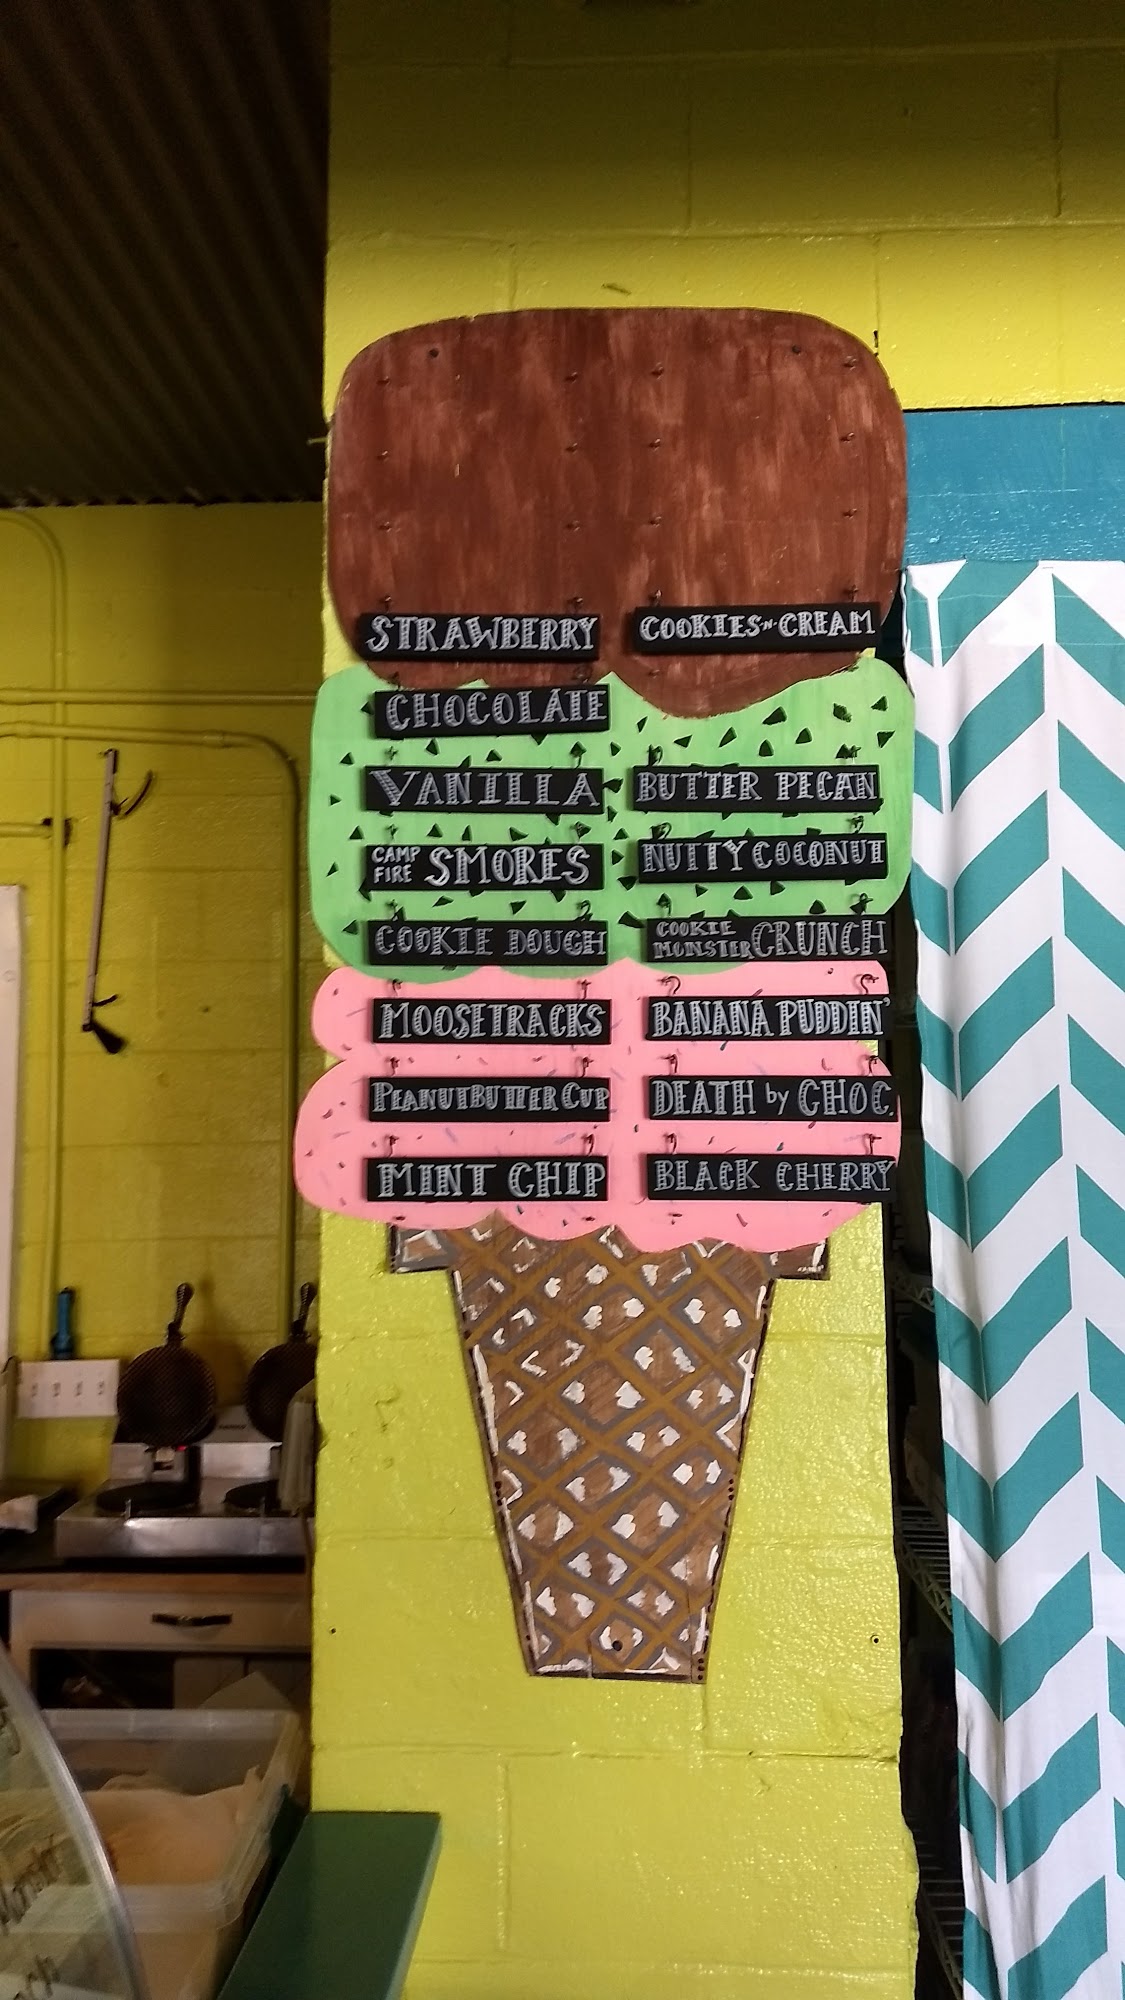 STRAWBERRY
COOKIES-N-CREAM
CHOCOLATE
VANILLA
BUTTER PECAN
CAMP
FIRE SMORES
NUTTY COCONUT
COOKIE DOUGH
COOKIE
MONSTER CRUNCH
MOOSETRACKS
BANANA PUDDIN'
PEANUTBUTTER CUP
DEATH by CHOC.
MINT CHIP
BLACK CHERRY
Monster